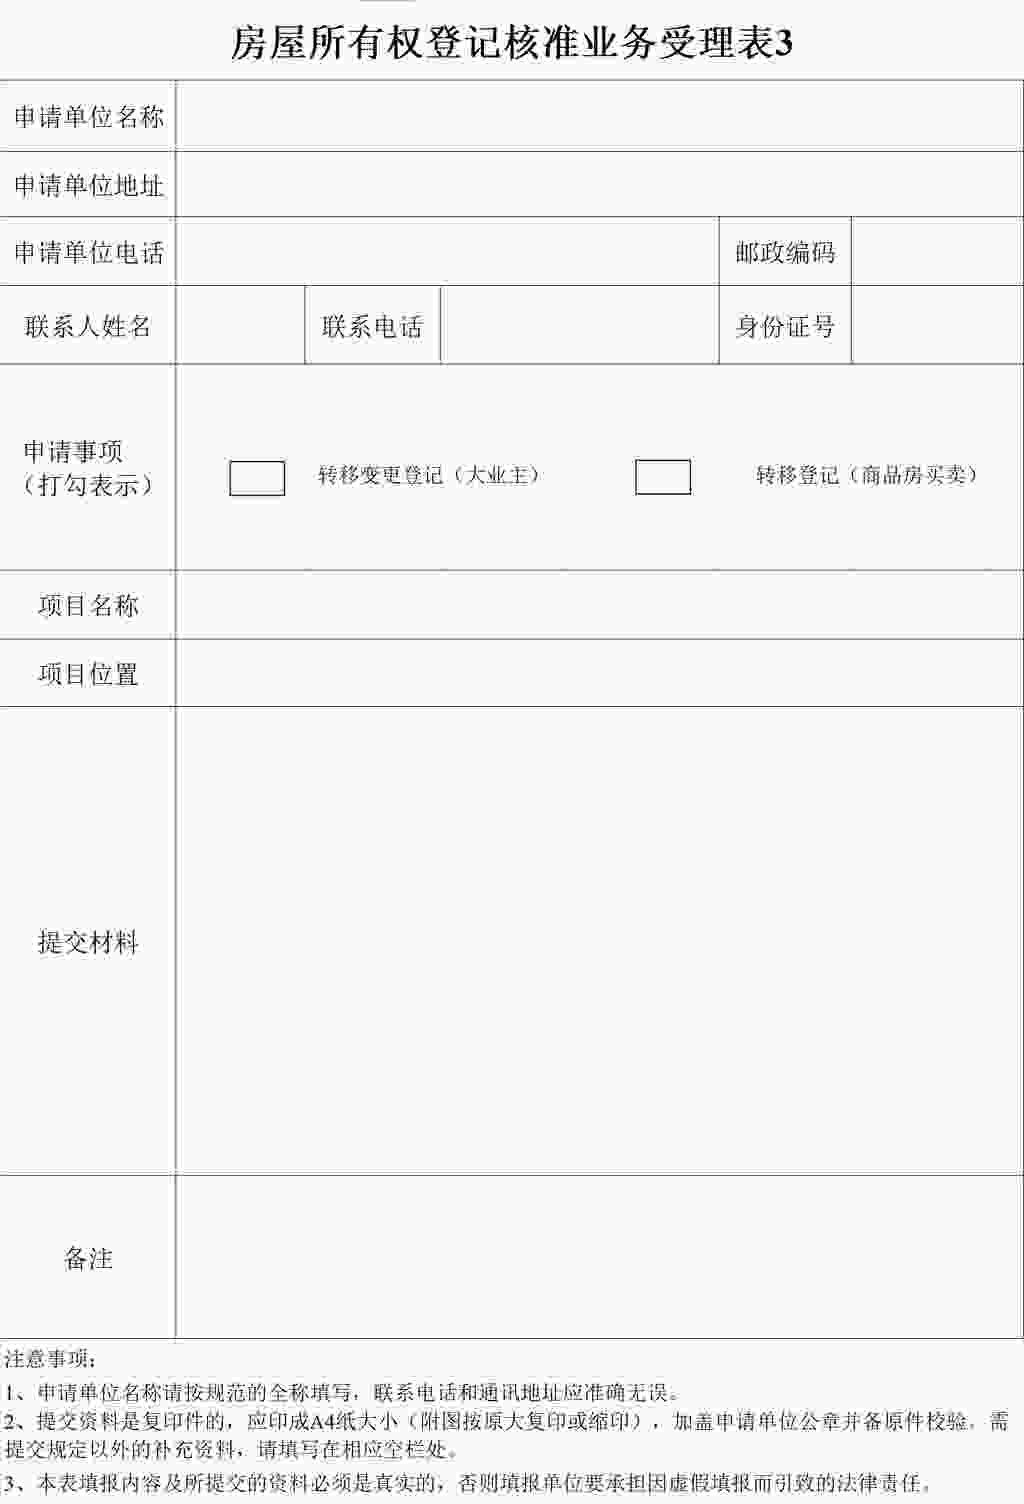 房屋所有权登记核准业务受理表3
申请单位名称
申请单位地址
申请单位电话 邮政编码
联系人姓名 联系电话 身份证号
申请事项
（打勾表示）
转移变更登记（大业主） 转移登记（商品房买卖）
项目名称
项目位置
提交材料
备注
注意事项：
1、申请单位名称请按规范的全称填写，联系电话和通讯地址应准确无误。
2、提交资料是复印件的，应印成A4纸大小（附图按原大复印或缩印），加盖申请单位公章并备原件校验。需
提交规定以外的补充资料，请填写在相应空栏处。
3、本表填报内容及所提交的资料必须是真实的，否则填报单位要承担因虚假填报而引致的法律责任。